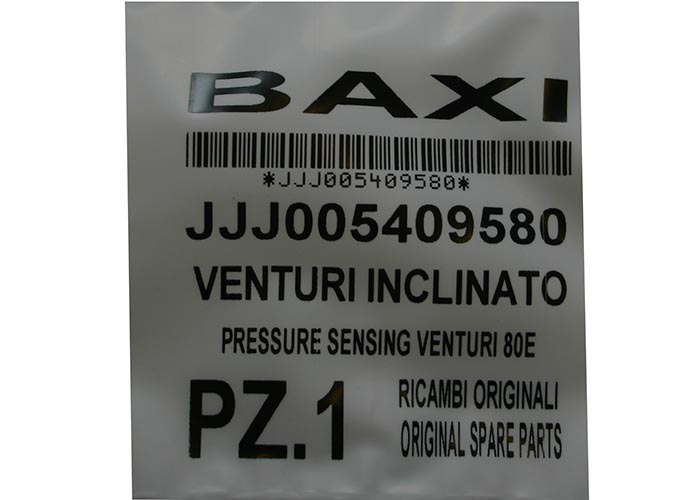 BAXI
*JJJ005409580*
JJJ005409580
VENTURI INCLINATO
PRESSURE SENSING VENTURI 80E
PZ.1
RICAMBI ORIGINALI
ORIGINAL SPARE PARTS